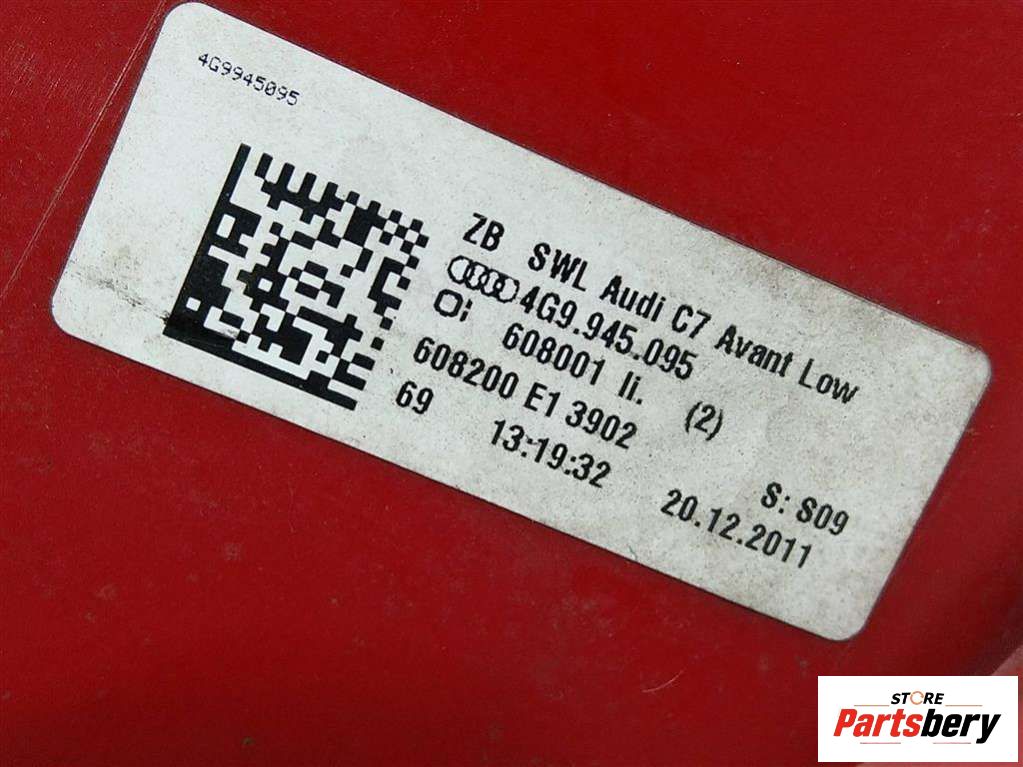 4G9945095
ZB SWL Audi C7 Avant Low
4G9.945.095
608001 li. (2)
608200 E1 3902
69 13:19:32 S: S09
20.12.2011
STORE
Partsbery